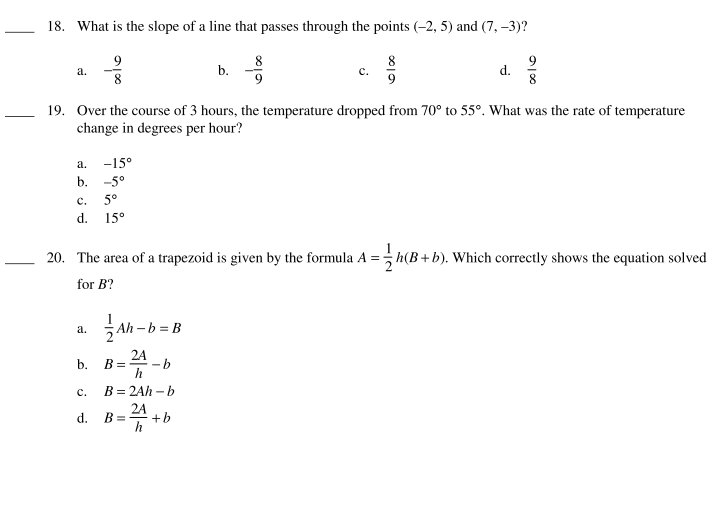 ____ 18. What is the slope of a line that passes through the points (–2, 5) and (7, –3)?
a. –9/8 b. –8/9 c. 8/9 d. 9/8
____ 19. Over the course of 3 hours, the temperature dropped from 70° to 55°. What was the rate of temperature
change in degrees per hour?
a. –15°
b. –5°
c. 5°
d. 15°
____ 20. The area of a trapezoid is given by the formula A = 1/2 h(B + b). Which correctly shows the equation solved
for B?
a. 1/2 Ah – b = B
b. B = 2A/h – b
c. B = 2Ah – b
d. B = 2A/h + b